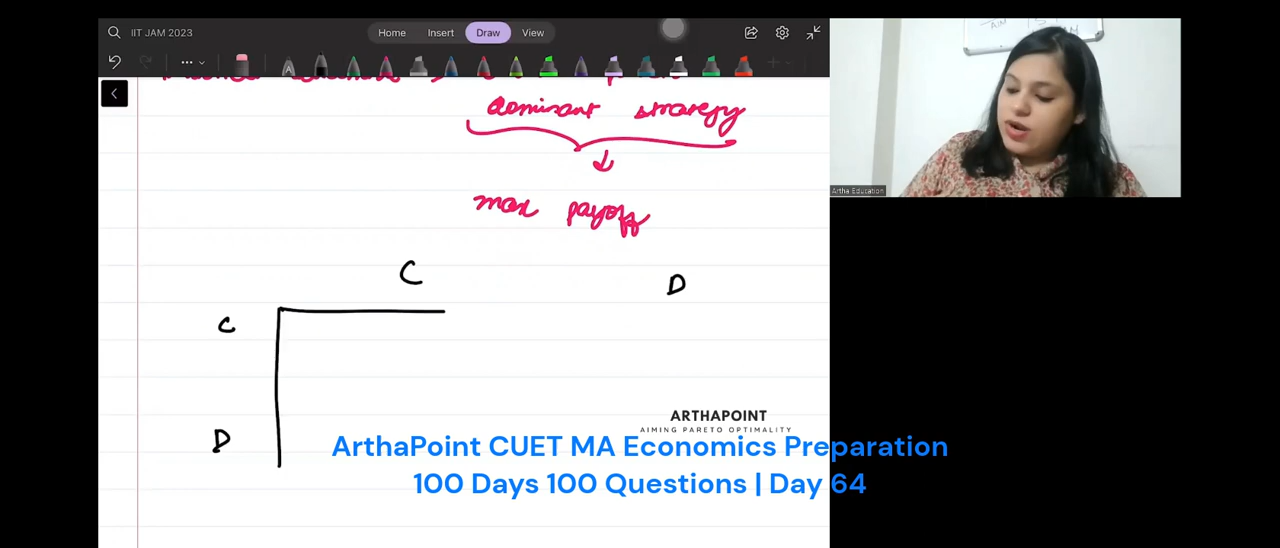 IIT JAM 2023
Home Insert Draw View
dominant strategy
max payoff
C D
C
D
ARTHAPOINT
AIMING PARETO OPTIMALITY
ArthaPoint CUET MA Economics Preparation
100 Days 100 Questions | Day 64
Artha Education